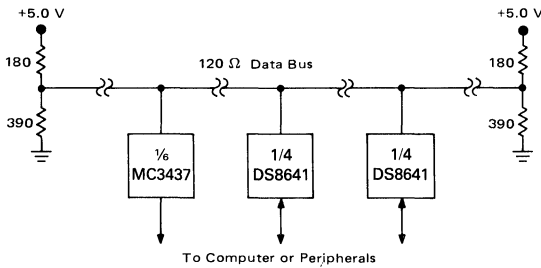 +5.0 V
+5.0 V
180
120 Ω Data Bus
180
390
390
1/6
MC3437
1/4
DS8641
1/4
DS8641
To Computer or Peripherals